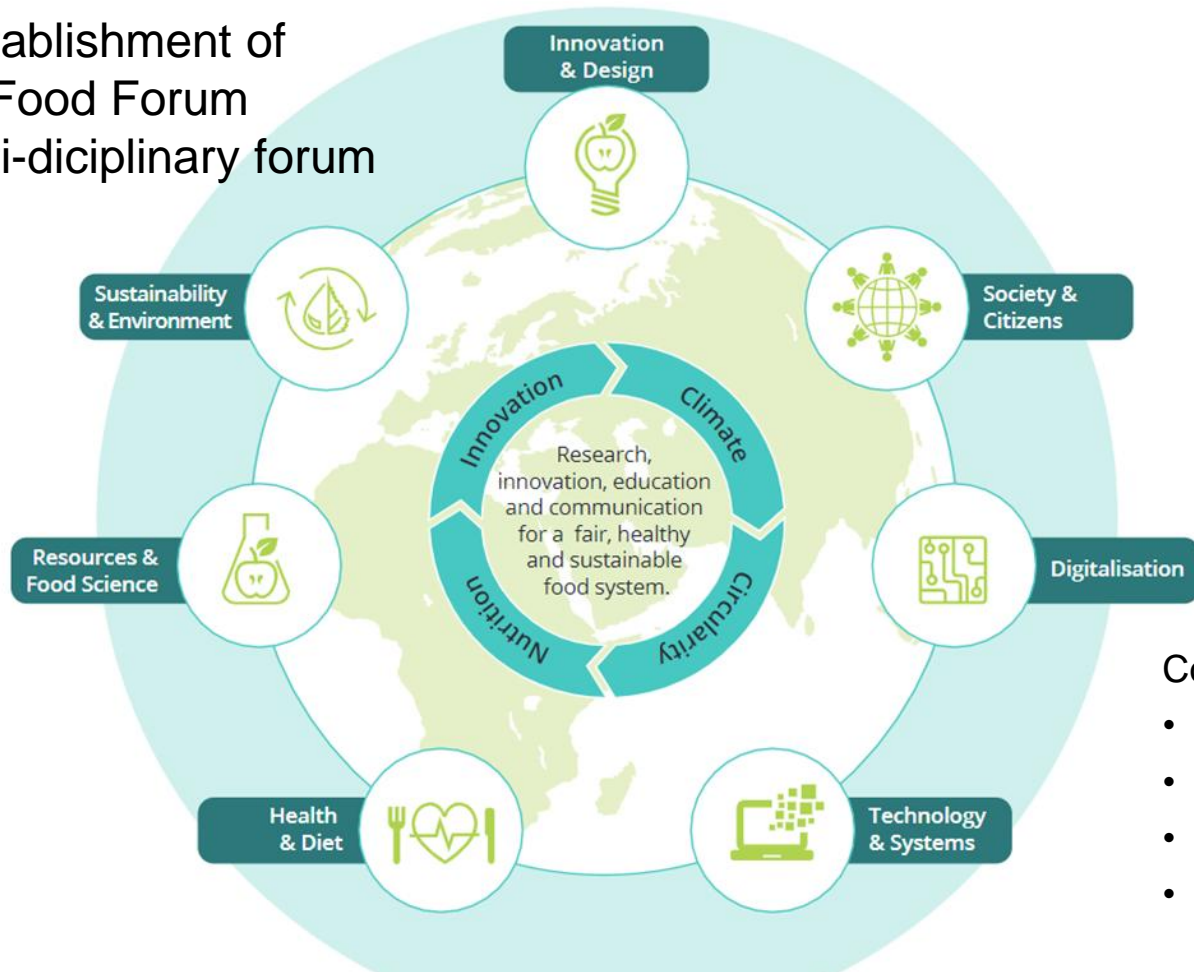 ablishment of
Food Forum
i-diciplinary forum
Innovation
& Design
Sustainability
& Environment
Society &
Citizens
Innovation
Climate
Research,
innovation, education
and communication
for a fair, healthy
and sustainable
food system.
Nutrition
Circularity
Resources &
Food Science
Digitalisation
Co
•
•
•
•
Health
& Diet
Technology
& Systems